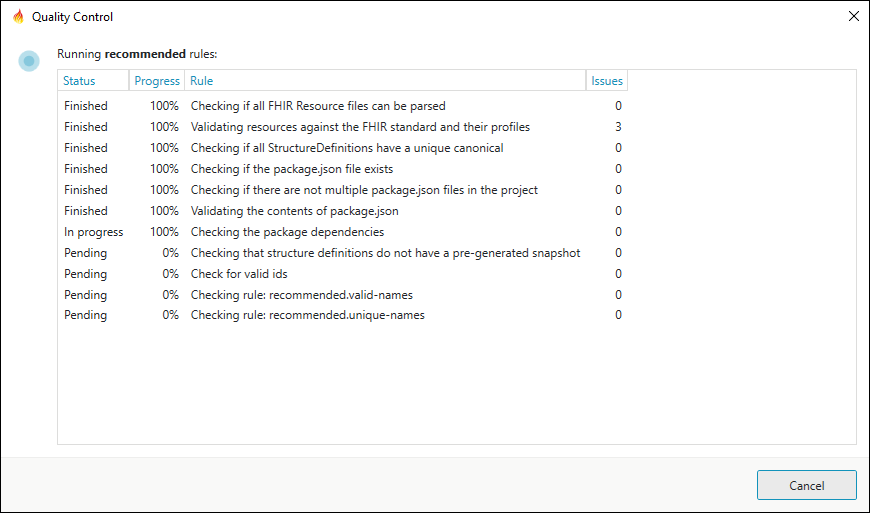 Quality Control
Running recommended rules:
Status Progress Rule Issues
Finished 100% Checking if all FHIR Resource files can be parsed 0
Finished 100% Validating resources against the FHIR standard and their profiles 3
Finished 100% Checking if all StructureDefinitions have a unique canonical 0
Finished 100% Checking if the package.json file exists 0
Finished 100% Checking if there are not multiple package.json files in the project 0
Finished 100% Validating the contents of package.json 0
In progress 100% Checking the package dependencies 0
Pending 0% Checking that structure definitions do not have a pre-generated snapshot 0
Pending 0% Check for valid ids 0
Pending 0% Checking rule: recommended.valid-names 0
Pending 0% Checking rule: recommended.unique-names 0
Cancel